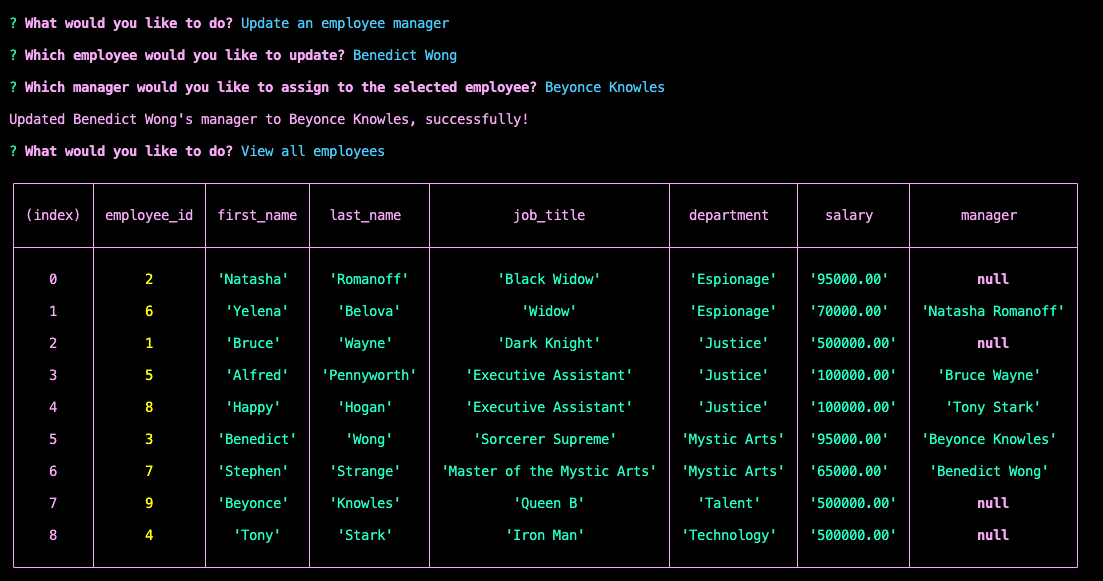 ? What would you like to do? Update an employee manager
? Which employee would you like to update? Benedict Wong
? Which manager would you like to assign to the selected employee? Beyonce Knowles
Updated Benedict Wong's manager to Beyonce Knowles, successfully!
? What would you like to do? View all employees
(index) employee_id first_name last_name job_title department salary manager
0 2 'Natasha' 'Romanoff' 'Black Widow' 'Espionage' '95000.00' null
1 6 'Yelena' 'Belova' 'Widow' 'Espionage' '70000.00' 'Natasha Romanoff'
2 1 'Bruce' 'Wayne' 'Dark Knight' 'Justice' '500000.00' null
3 5 'Alfred' 'Pennyworth' 'Executive Assistant' 'Justice' '100000.00' 'Bruce Wayne'
4 8 'Happy' 'Hogan' 'Executive Assistant' 'Justice' '100000.00' 'Tony Stark'
5 3 'Benedict' 'Wong' 'Sorcerer Supreme' 'Mystic Arts' '95000.00' 'Beyonce Knowles'
6 7 'Stephen' 'Strange' 'Master of the Mystic Arts' 'Mystic Arts' '65000.00' 'Benedict Wong'
7 9 'Beyonce' 'Knowles' 'Queen B' 'Talent' '500000.00' null
8 4 'Tony' 'Stark' 'Iron Man' 'Technology' '500000.00' null